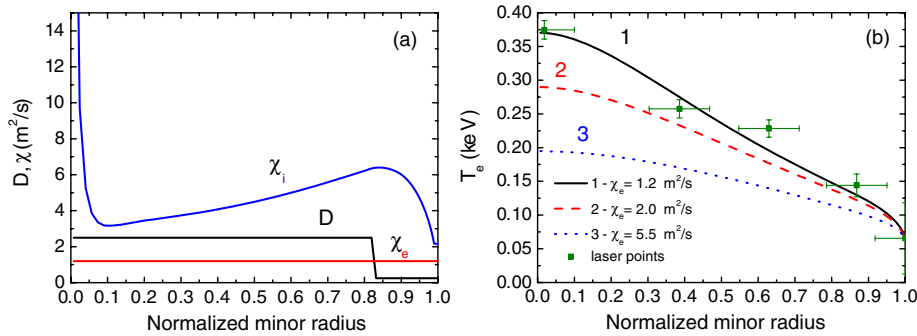 (a)
14
12
10
8
6
4
2
0
D, χ (m²/s)
χᵢ
D
χₑ
0.0 0.1 0.2 0.3 0.4 0.5 0.6 0.7 0.8 0.9 1.0
Normalized minor radius
(b)
0.40
0.35
0.30
0.25
0.20
0.15
0.10
0.05
0.00
Tₑ (keV)
1
2
3
1 - χₑ= 1.2 m²/s
2 - χₑ= 2.0 m²/s
3 - χₑ= 5.5 m²/s
laser points
0.0 0.1 0.2 0.3 0.4 0.5 0.6 0.7 0.8 0.9 1.0
Normalized minor radius